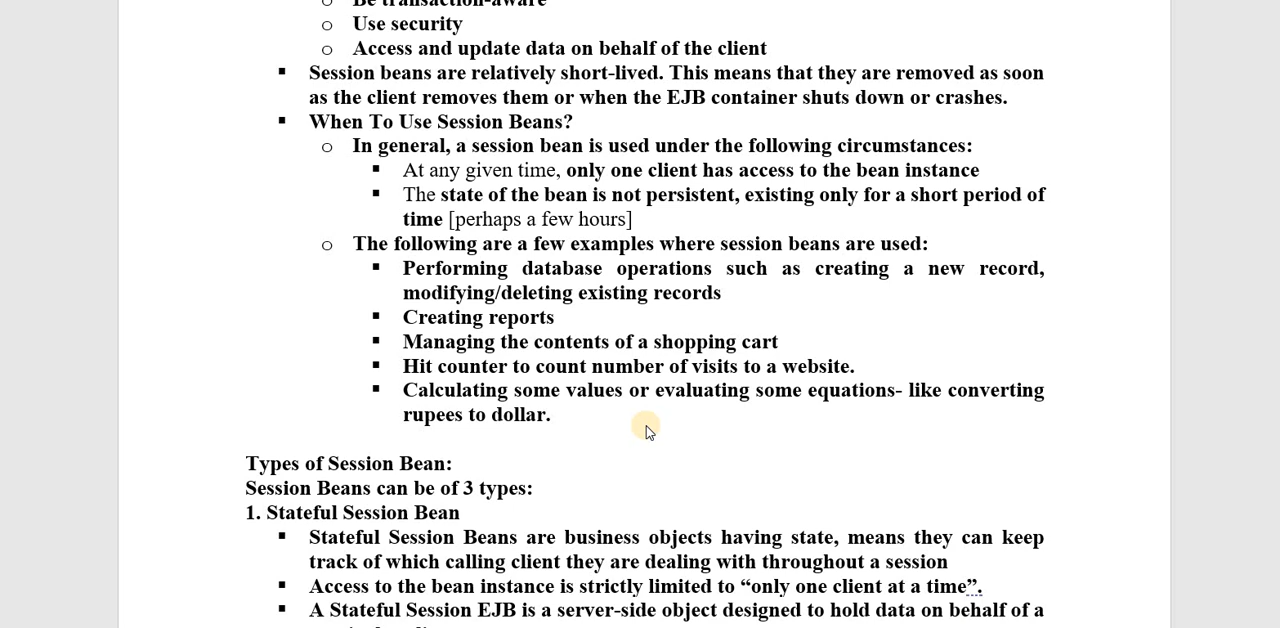 Be transaction-aware
Use security
Access and update data on behalf of the client
Session beans are relatively short-lived. This means that they are removed as soon
as the client removes them or when the EJB container shuts down or crashes.
When To Use Session Beans?
In general, a session bean is used under the following circumstances:
At any given time, only one client has access to the bean instance
The state of the bean is not persistent, existing only for a short period of
time [perhaps a few hours]
The following are a few examples where session beans are used:
Performing database operations such as creating a new record,
modifying/deleting existing records
Creating reports
Managing the contents of a shopping cart
Hit counter to count number of visits to a website.
Calculating some values or evaluating some equations- like converting
rupees to dollar.
Types of Session Bean:
Session Beans can be of 3 types:
1. Stateful Session Bean
Stateful Session Beans are business objects having state, means they can keep
track of which calling client they are dealing with throughout a session
Access to the bean instance is strictly limited to “only one client at a time”.
A Stateful Session EJB is a server-side object designed to hold data on behalf of a